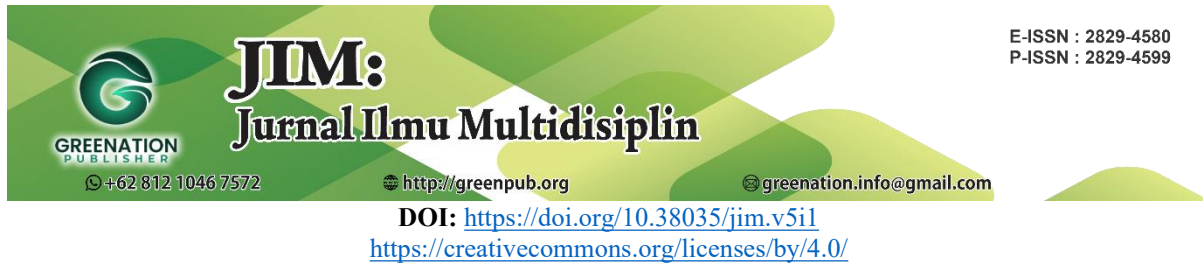 E-ISSN : 2829-4580
P-ISSN : 2829-4599
JIM:
Jurnal Ilmu Multidisiplin
GREENATION
PUBLISHER
+62 812 1046 7572
http://greenpub.org
greenation.info@gmail.com
DOI: https://doi.org/10.38035/jim.v5i1
https://creativecommons.org/licenses/by/4.0/